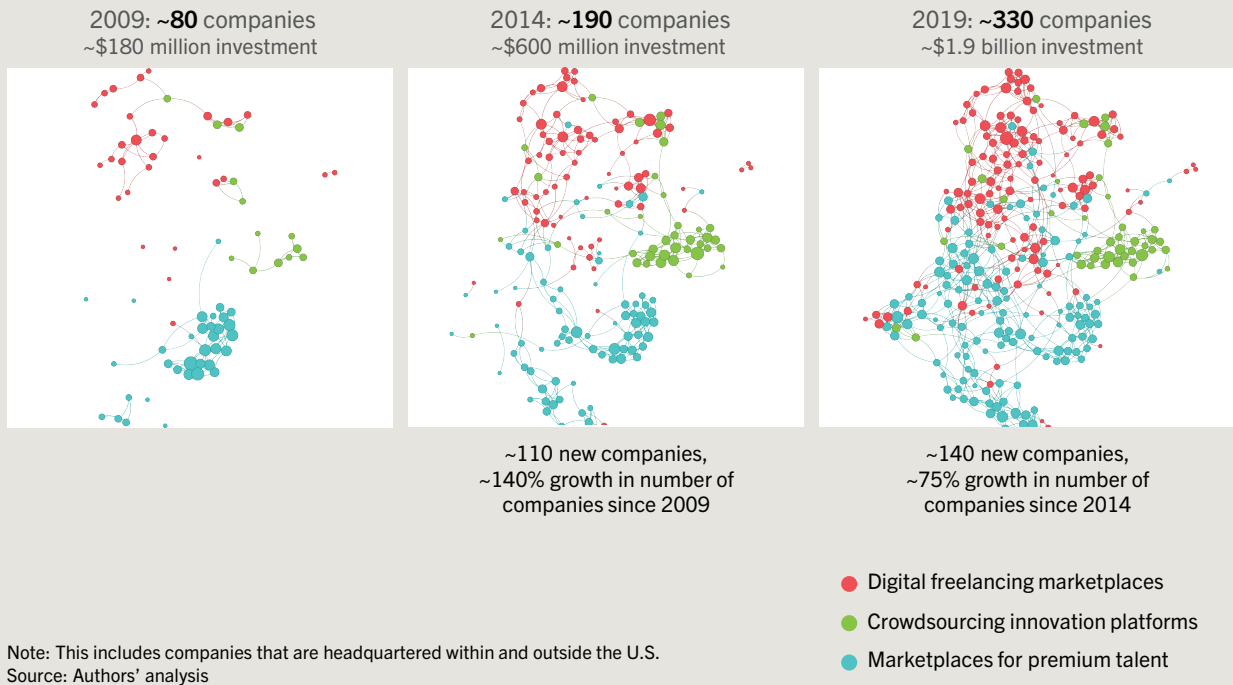 2009: ~80 companies
~$180 million investment
2014: ~190 companies
~$600 million investment
2019: ~330 companies
~$1.9 billion investment
~110 new companies,
~140% growth in number of
companies since 2009
~140 new companies,
~75% growth in number of
companies since 2014
Digital freelancing marketplaces
Crowdsourcing innovation platforms
Marketplaces for premium talent
Note: This includes companies that are headquartered within and outside the U.S.
Source: Authors' analysis